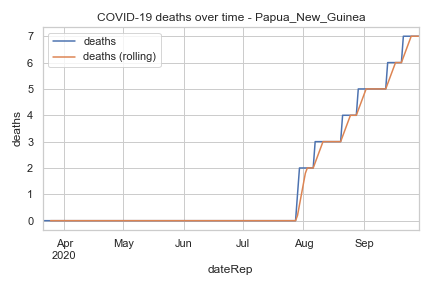 COVID-19 deaths over time - Papua_New_Guinea
deaths
deaths (rolling)
7
6
5
4
3
2
1
0
deaths
Apr May Jun Jul Aug Sep
2020
dateRep